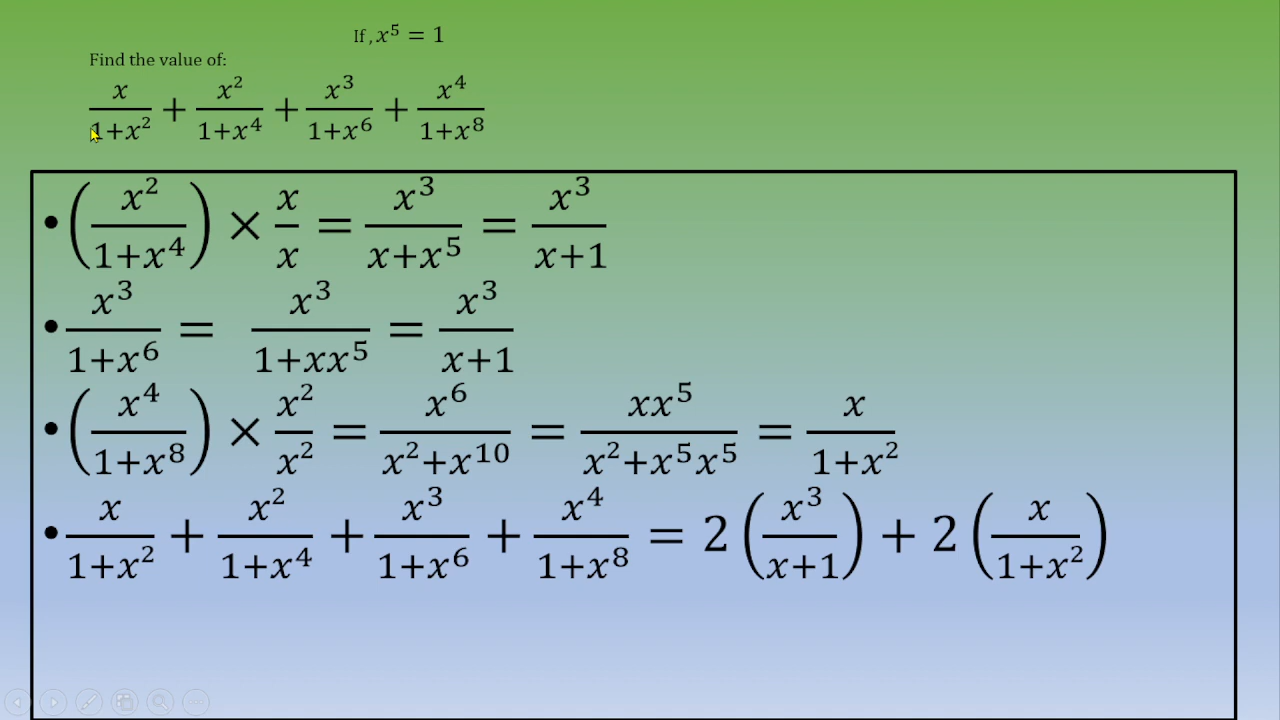 If , x⁵ = 1
Find the value of:
x/(1+x²) + x²/(1+x⁴) + x³/(1+x⁶) + x⁴/(1+x⁸)
• (x²/(1+x⁴)) × x/x = x³/(x+x⁵) = x³/(x+1)
• x³/(1+x⁶) = x³/(1+xx⁵) = x³/(x+1)
• (x⁴/(1+x⁸)) × x²/x² = x⁶/(x²+x¹⁰) = xx⁵/(x²+x⁵x⁵) = x/(1+x²)
• x/(1+x²) + x²/(1+x⁴) + x³/(1+x⁶) + x⁴/(1+x⁸) = 2(x³/(x+1)) + 2(x/(1+x²))